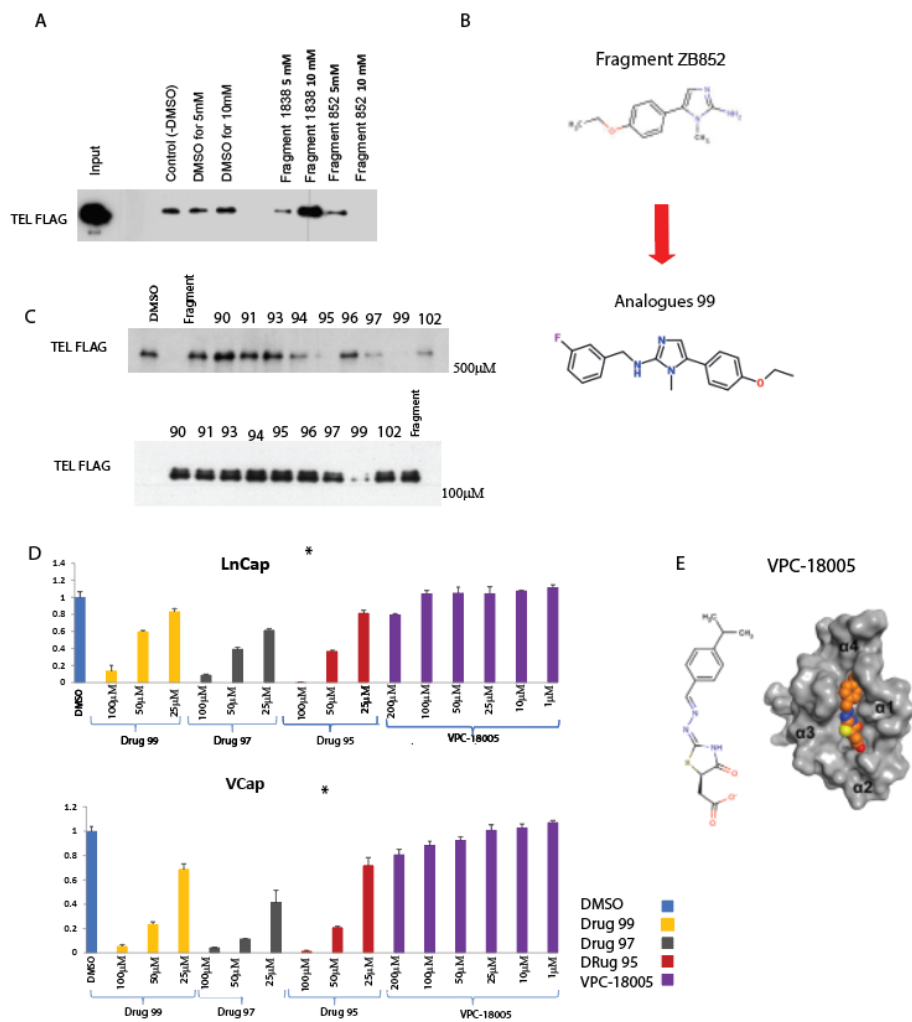 A
B
Input
Control (-DMSO)
DMSO for 5mM
DMSO for 10mM
Fragment 1838 5 mM
Fragment 1838 10 mM
Fragment 852 5mM
Fragment 852 10 mM
TEL FLAG
Fragment ZB852
H₃C
O
N
N
NH₂
CH₃
Analogues 99
F
N
NH
N
O
C
DMSO
Fragment
90 91 93 94 95 96 97 99 102
TEL FLAG
500µM
90 91 93 94 95 96 97 99 102
Fragment
TEL FLAG
100µM
D
LnCap
*
1.4
1.2
1
0.8
0.6
0.4
0.2
0
DMSO
100µM
50µM
25µM
100µM
50µM
25µM
100µM
50µM
25µM
200µM
100µM
50µM
25µM
10µM
1µM
Drug 99
Drug 97
Drug 95
VPC-18005
VCap
*
1.2
1
0.8
0.6
0.4
0.2
0
DMSO
100µM
50µM
25µM
100µM
50µM
25µM
100µM
50µM
25µM
200µM
100µM
50µM
25µM
10µM
1µM
Drug 99
Drug 97
Drug 95
VPC-18005
E
VPC-18005
CH₃
H₃C
N
N
NH
S
O
O⁻
O
α4
α1
α3
α2
DMSO
Drug 99
Drug 97
DRug 95
VPC-18005